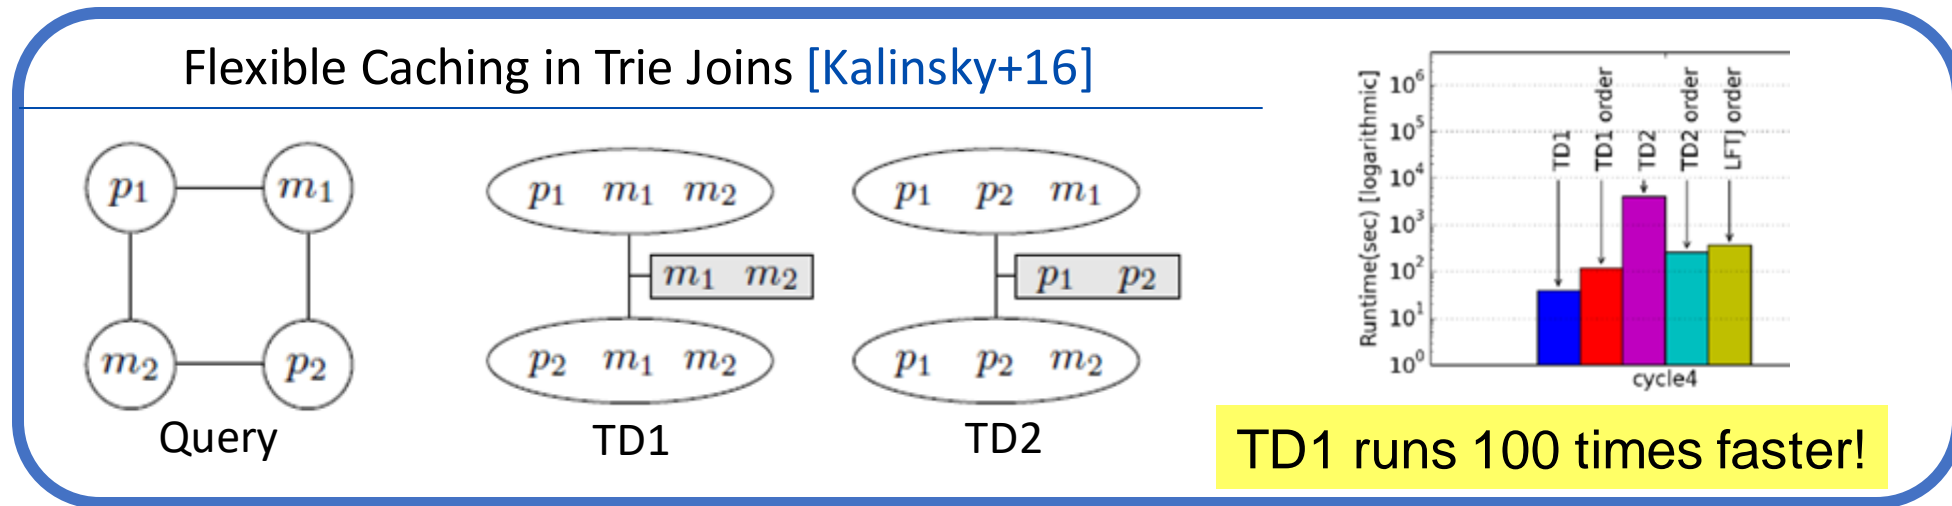 Flexible Caching in Trie Joins [Kalinsky+16]
p1 m1
m2 p2
Query
p1 m1 m2
m1 m2
p2 m1 m2
TD1
p1 p2 m1
p1 p2
p1 p2 m2
TD2
Runtime(sec) [logarithmic]
10^6
10^5
10^4
10^3
10^2
10^1
10^0
TD1
TD1 order
TD2
TD2 order
LFTJ order
cycle4
TD1 runs 100 times faster!